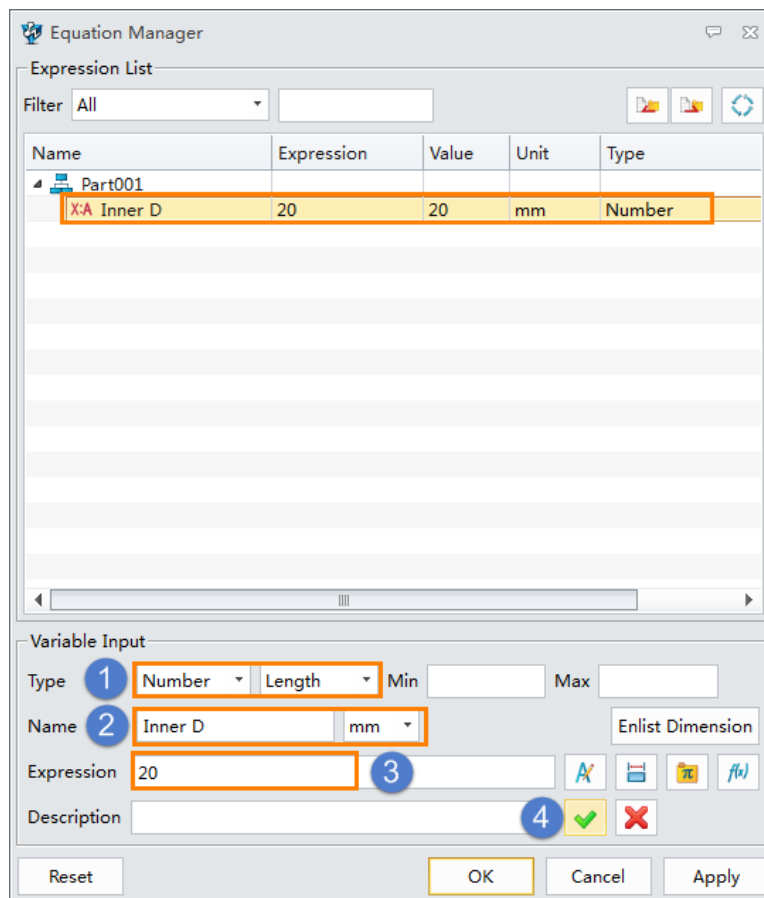 Equation Manager
Expression List
Filter All
Name Expression Value Unit Type
Part001
X:A Inner D 20 20 mm Number
Variable Input
Type 1 Number Length Min Max
Name 2 Inner D mm Enlist Dimension
Expression 20 3 π f(x)
Description 4
Reset OK Cancel Apply